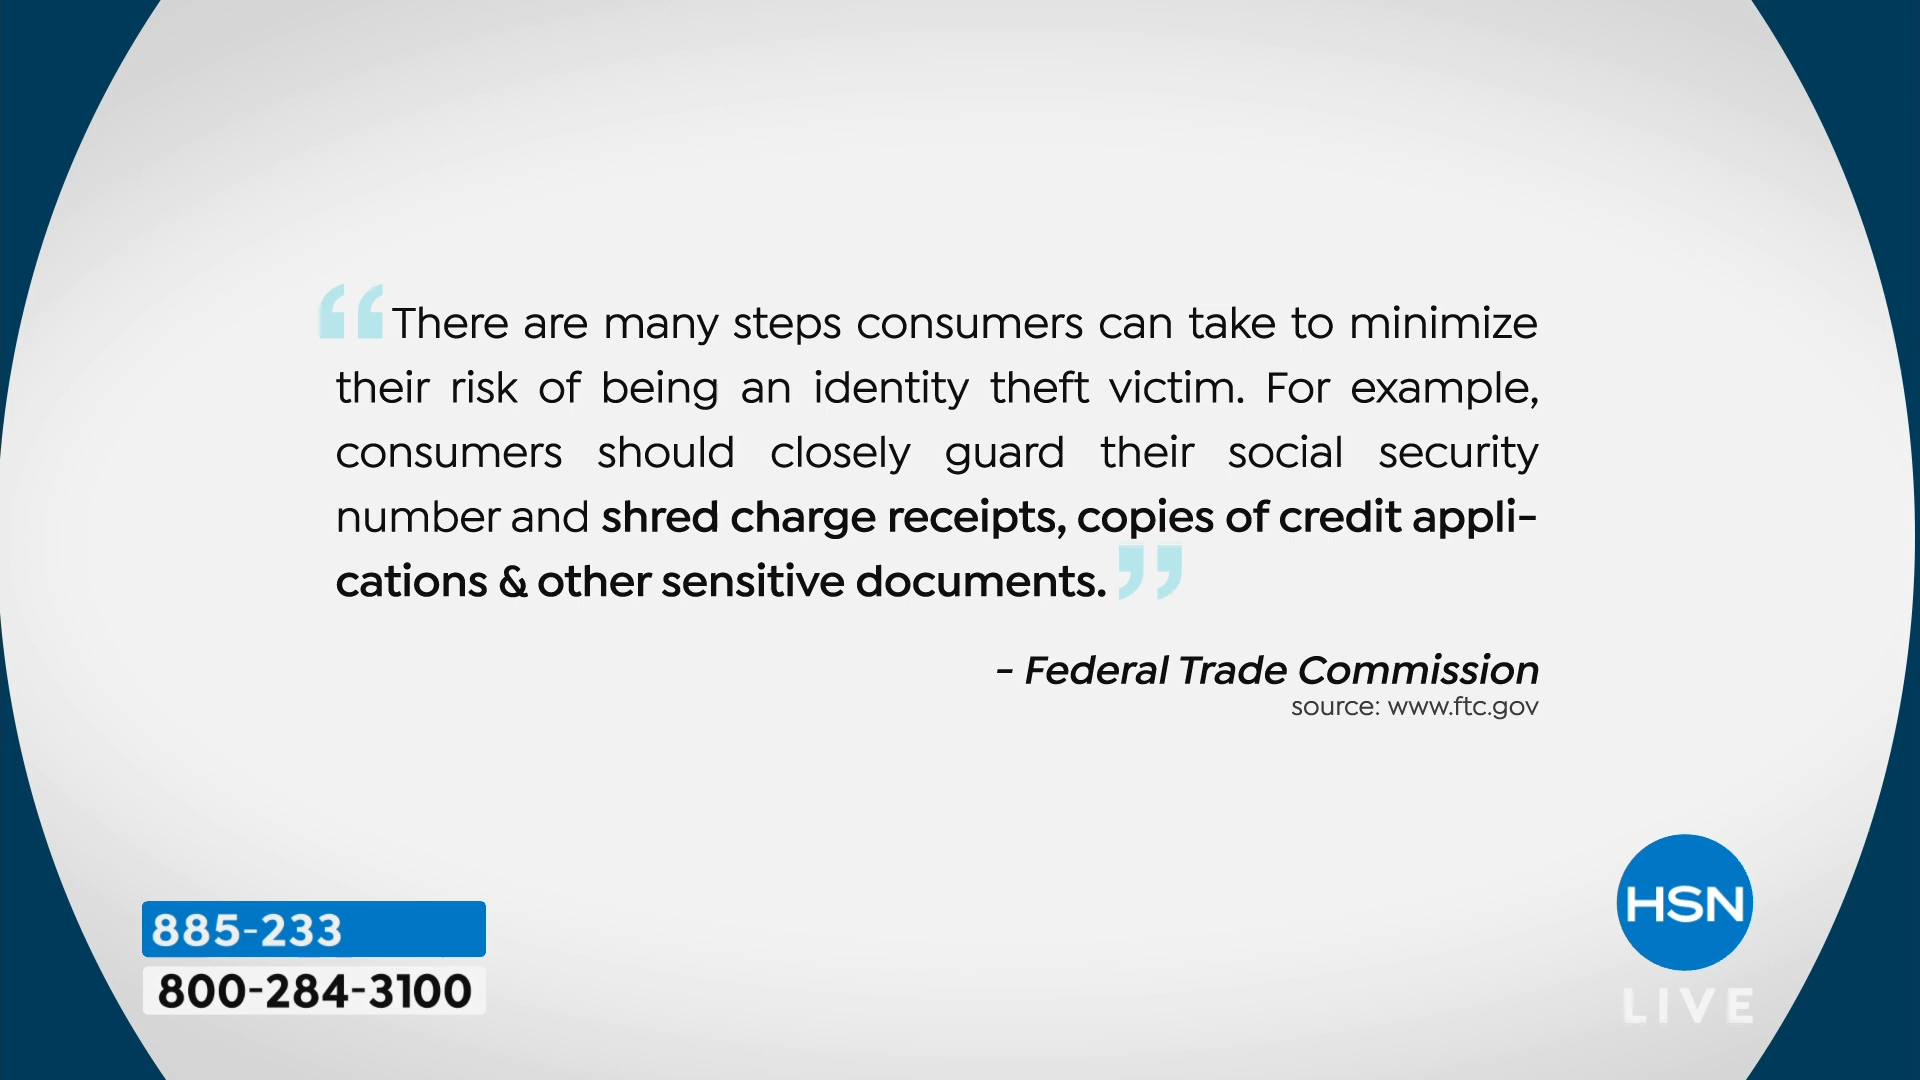 “There are many steps consumers can take to minimize
their risk of being an identity theft victim. For example,
consumers should closely guard their social security
number and shred charge receipts, copies of credit appli-
cations & other sensitive documents.”
- Federal Trade Commission
source: www.ftc.gov
885-233
800-284-3100
HSN
LIVE